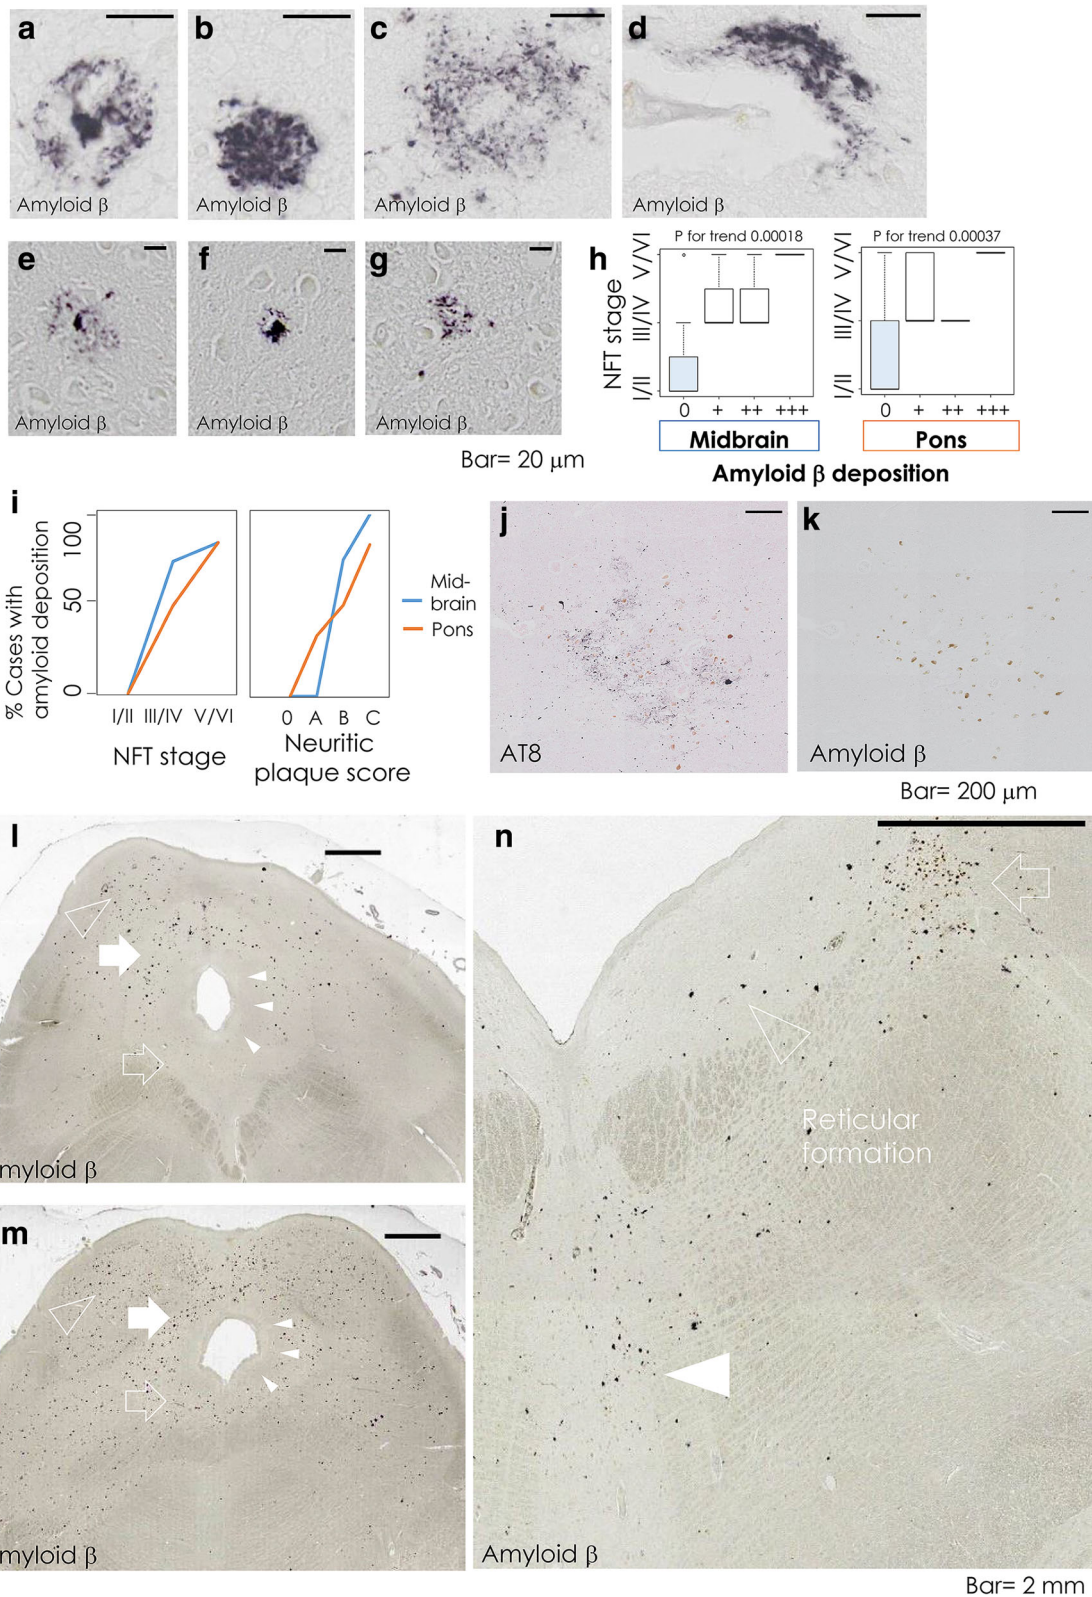 a
b
c
d
Amyloid β
Amyloid β
Amyloid β
Amyloid β
e
f
g
Amyloid β
Amyloid β
Amyloid β
Bar= 20 μm
h
P for trend 0.00018
P for trend 0.00037
NFT stage
V/VI
III/IV
I/II
V/VI
III/IV
I/II
0 + ++ +++
0 + ++ +++
Midbrain
Pons
Amyloid β deposition
i
% Cases with
amyloid deposition
100
50
0
I/II III/IV V/VI
NFT stage
0 A B C
Neuritic
plaque score
Mid-
brain
Pons
j
AT8
k
Amyloid β
Bar= 200 μm
l
myloid β
m
myloid β
n
Reticular
formation
Amyloid β
Bar= 2 mm